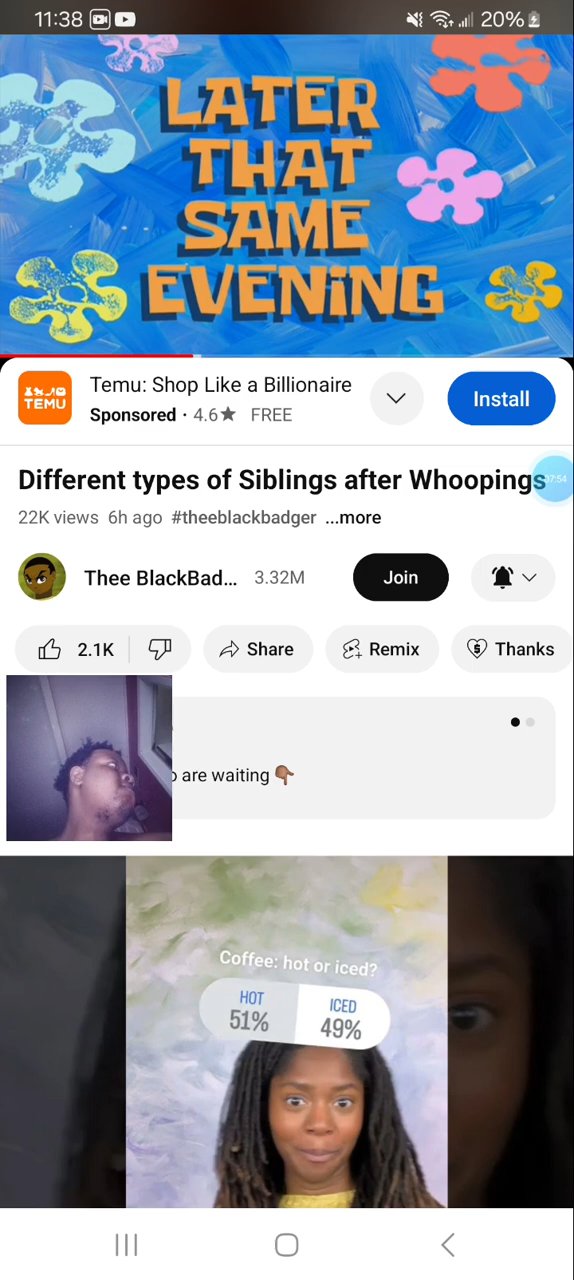 11:38
20%
LATER
THAT
SAME
EVENING
TEMU
Temu: Shop Like a Billionaire
Sponsored · 4.6★ FREE
Install
Different types of Siblings after Whoopings
07:54
22K views 6h ago #theeblackbadger ...more
Thee BlackBad... 3.32M
Join
2.1K
Share
Remix
Thanks
are waiting 👇🏾
Coffee: hot or iced?
HOT
51%
ICED
49%